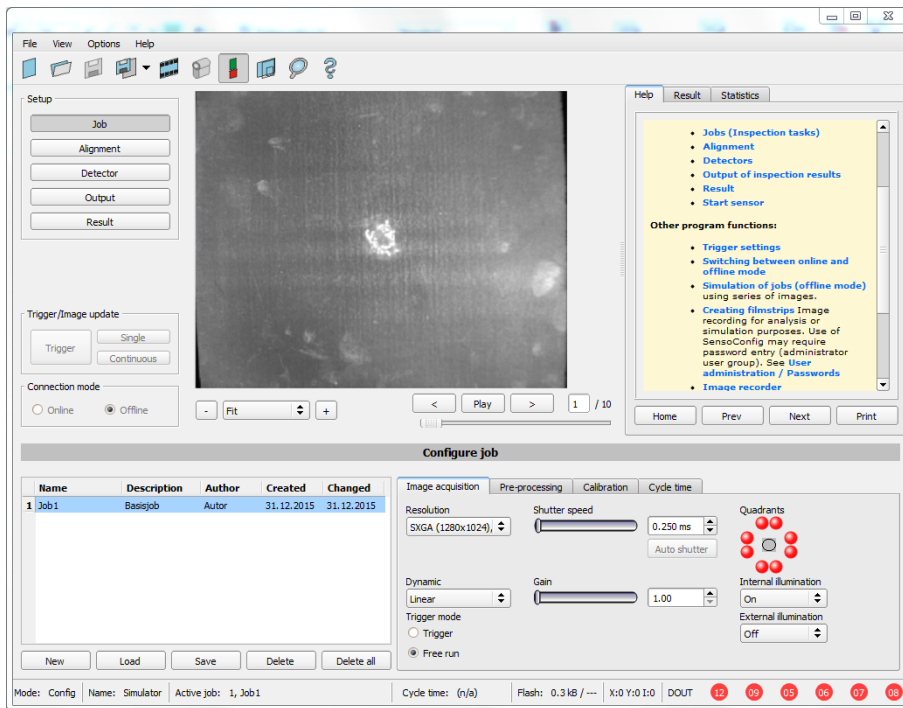 File View Options Help
Setup
Job
Alignment
Detector
Output
Result
Trigger/Image update
Trigger
Single
Continuous
Connection mode
Online Offline
- Fit +
< Play > 1 / 10
Help Result Statistics
• Jobs (Inspection tasks)
• Alignment
• Detectors
• Output of inspection results
• Result
• Start sensor
Other program functions:
• Trigger settings
• Switching between online and
offline mode
• Simulation of jobs (offline mode)
using series of images.
• Creating filmstrips Image
recording for analysis or
simulation purposes. Use of
SensoConfig may require
password entry (administrator
user group). See User
administration / Passwords
• Image recorder
Home Prev Next Print
Configure job
Name Description Author Created Changed
1 Job1 Basisjob Autor 31.12.2015 31.12.2015
New Load Save Delete Delete all
Image acquisition Pre-processing Calibration Cycle time
Resolution Shutter speed Quadrants
SXGA (1280x1024), 0.250 ms
Auto shutter
Dynamic Gain Internal illumination
Linear 1.00 On
Trigger mode External illumination
Trigger Off
Free run
Mode: Config Name: Simulator Active job: 1, Job1 Cycle time: (n/a) Flash: 0.3 kB / --- X:0 Y:0 I:0 DOUT 12 09 05 06 07 08